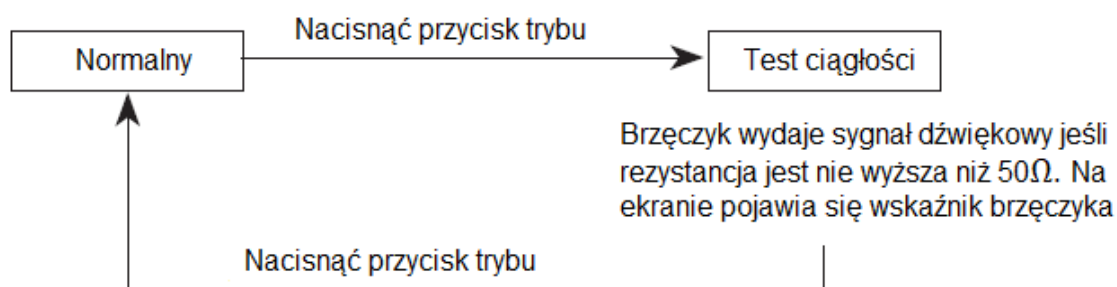 Nacisnąć przycisk trybu
Normalny
Test ciągłości
Brzęczyk wydaje sygnał dźwiękowy jeśli
rezystancja jest nie wyższa niż 50Ω. Na
ekranie pojawia się wskaźnik brzęczyka
Nacisnąć przycisk trybu